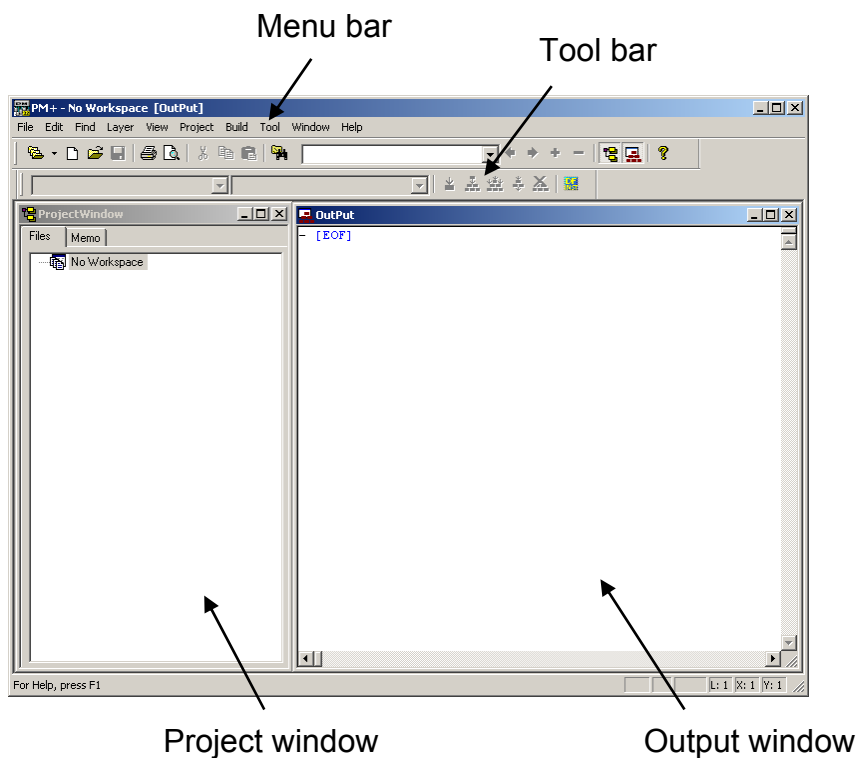 Menu bar
Tool bar
PM+ - No Workspace [OutPut]
File Edit Find Layer View Project Build Tool Window Help
ProjectWindow
OutPut
Files Memo
[EOF]
No Workspace
For Help, press F1
L: 1 X: 1 Y: 1
Project window
Output window